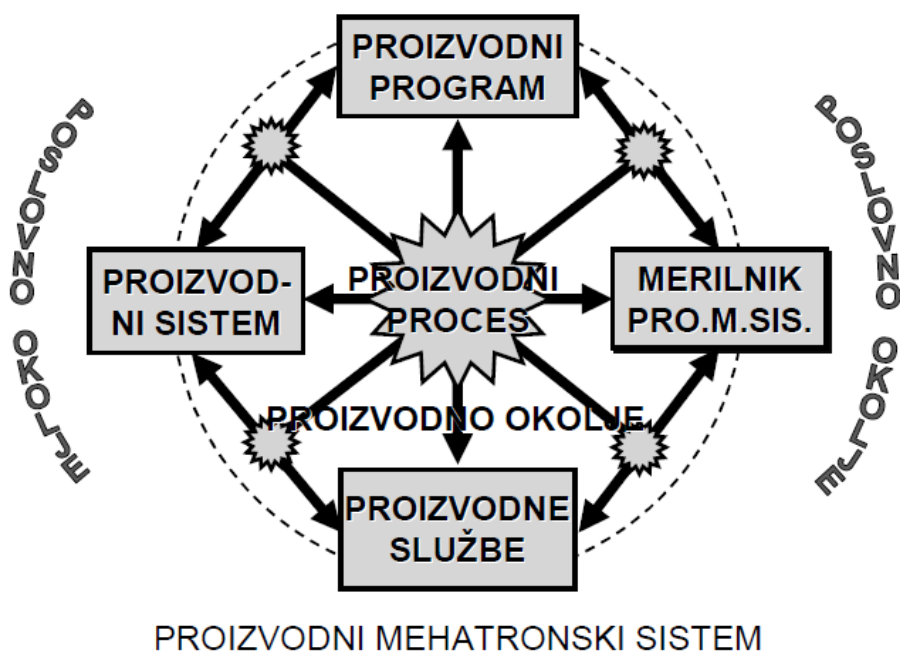 PROIZVODNI
PROGRAM
POSLOVNO OKOLJE
POSLOVNO OKOLJE
PROIZVOD-
NI SISTEM
PROIZVODNI
PROCES
MERILNIK
PRO.M.SIS.
PROIZVODNO OKOLJE
PROIZVODNE
SLUŽBE
PROIZVODNI MEHATRONSKI SISTEM